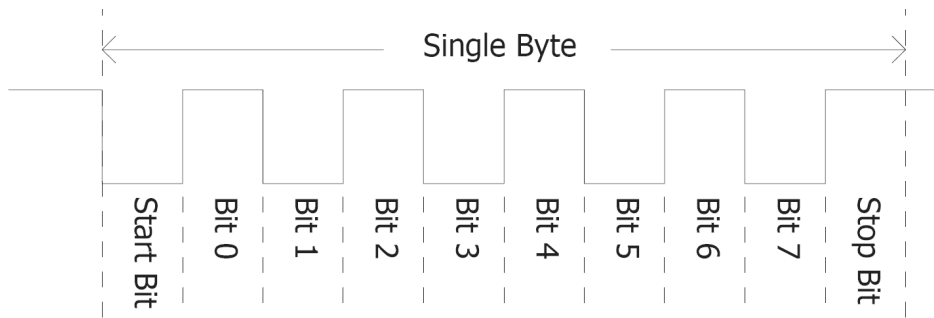 Single Byte
Start Bit
Bit 0
Bit 1
Bit 2
Bit 3
Bit 4
Bit 5
Bit 6
Bit 7
Stop Bit